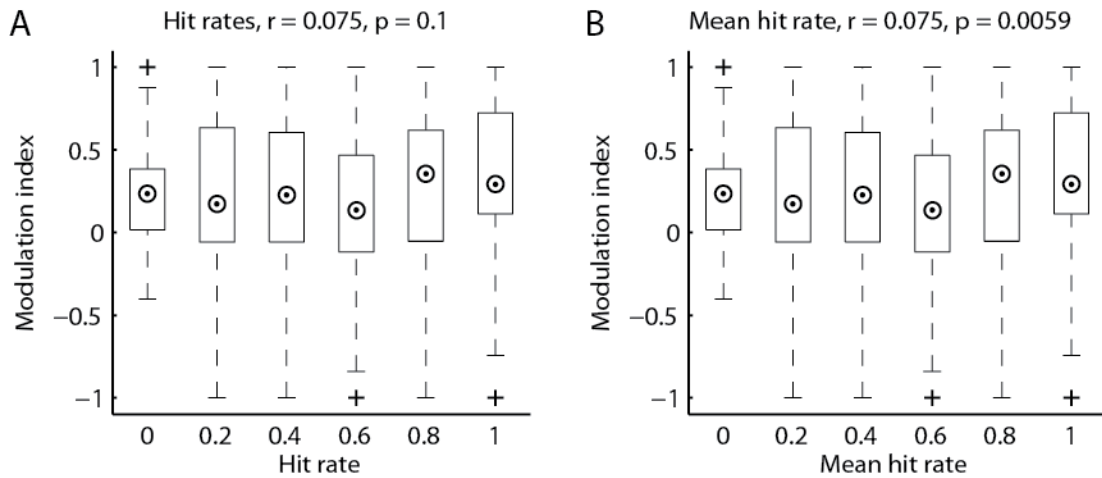 A
Hit rates, r = 0.075, p = 0.1
1
0.5
0
−0.5
−1
Modulation index
0 0.2 0.4 0.6 0.8 1
Hit rate
B
Mean hit rate, r = 0.075, p = 0.0059
1
0.5
0
−0.5
−1
Modulation index
0 0.2 0.4 0.6 0.8 1
Mean hit rate